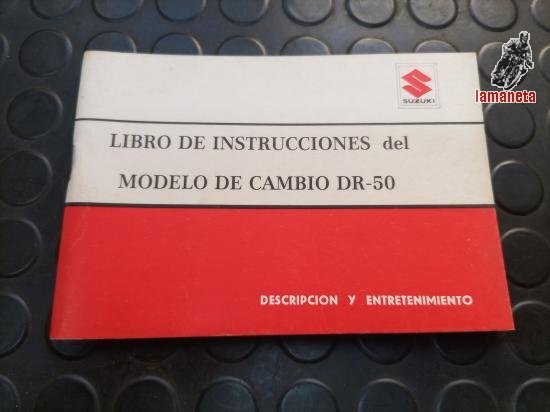 SUZUKI
lamaneta
LIBRO DE INSTRUCCIONES del
MODELO DE CAMBIO DR-50
DESCRIPCION Y ENTRETENIMIENTO